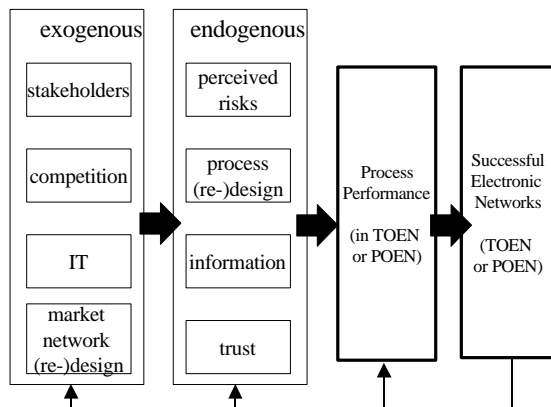 exogenous
stakeholders
competition
IT
market
network
(re-)design
endogenous
perceived
risks
process
(re-)design
information
trust
Process
Performance
(in TOEN
or POEN)
Successful
Electronic
Networks
(TOEN
or POEN)